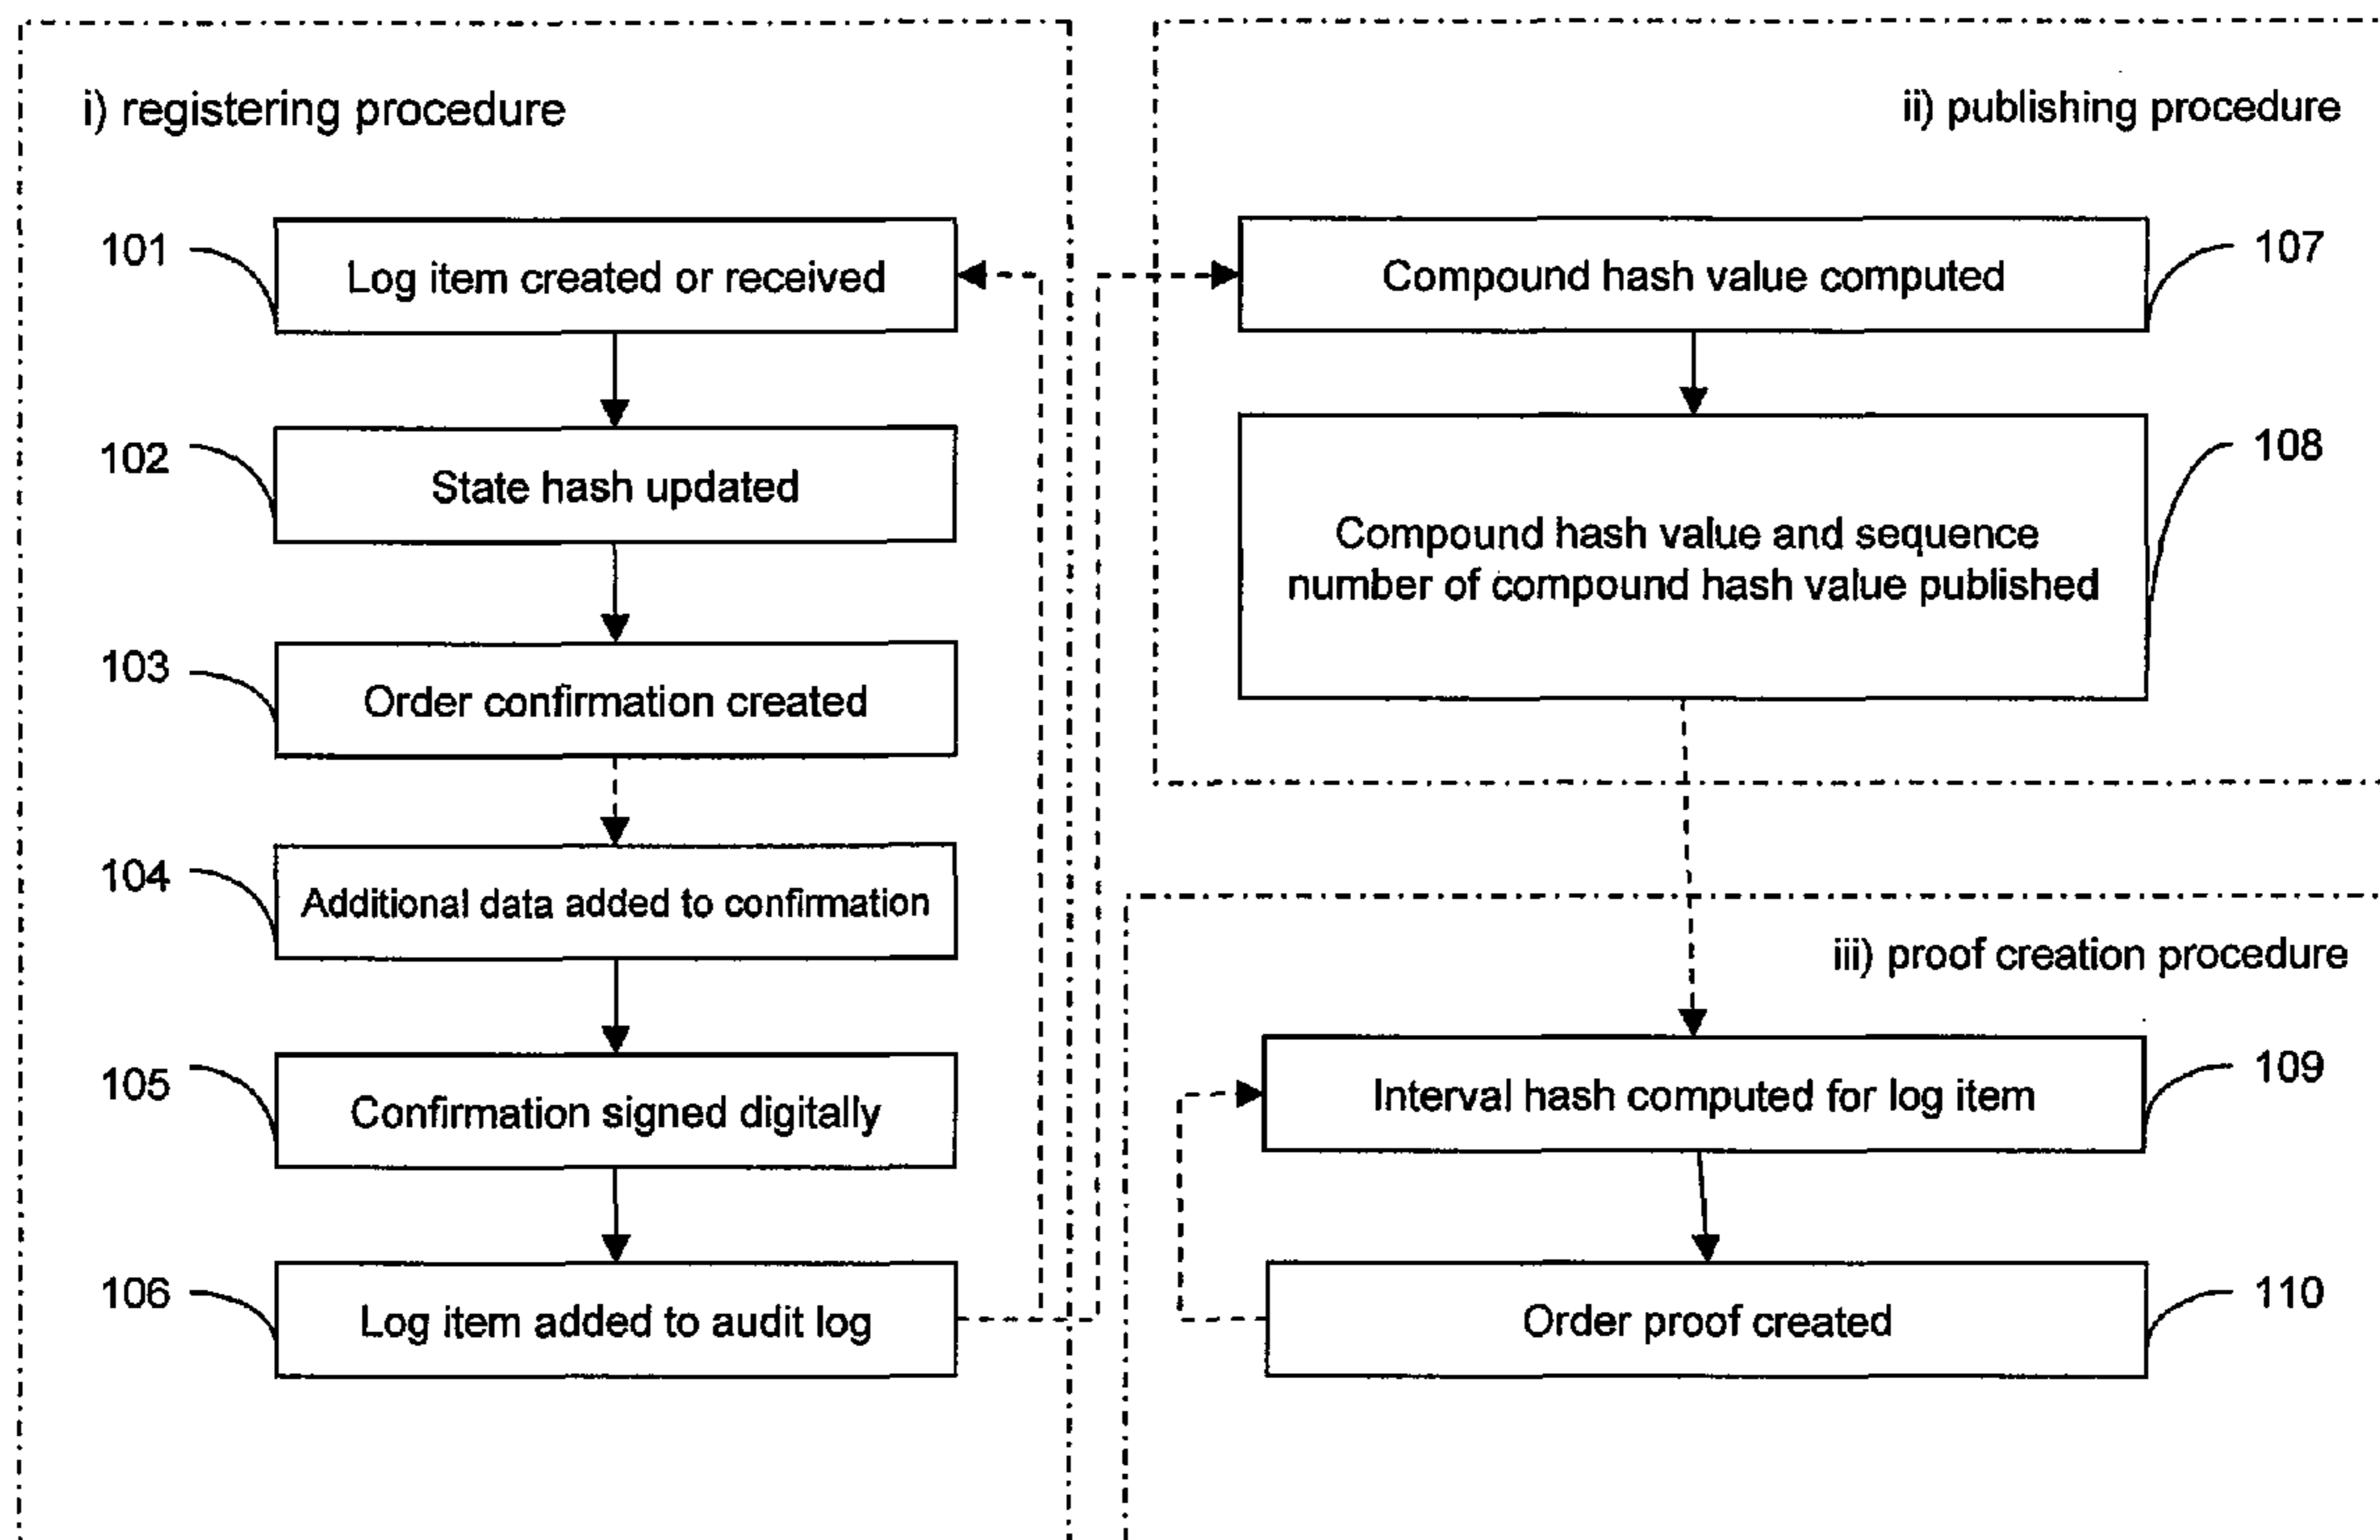 i) registering procedure
101
Log item created or received
102
State hash updated
103
Order confirmation created
104
Additional data added to confirmation
105
Confirmation signed digitally
106
Log item added to audit log
ii) publishing procedure
Compound hash value computed
107
Compound hash value and sequence
number of compound hash value published
108
iii) proof creation procedure
Interval hash computed for log item
109
Order proof created
110